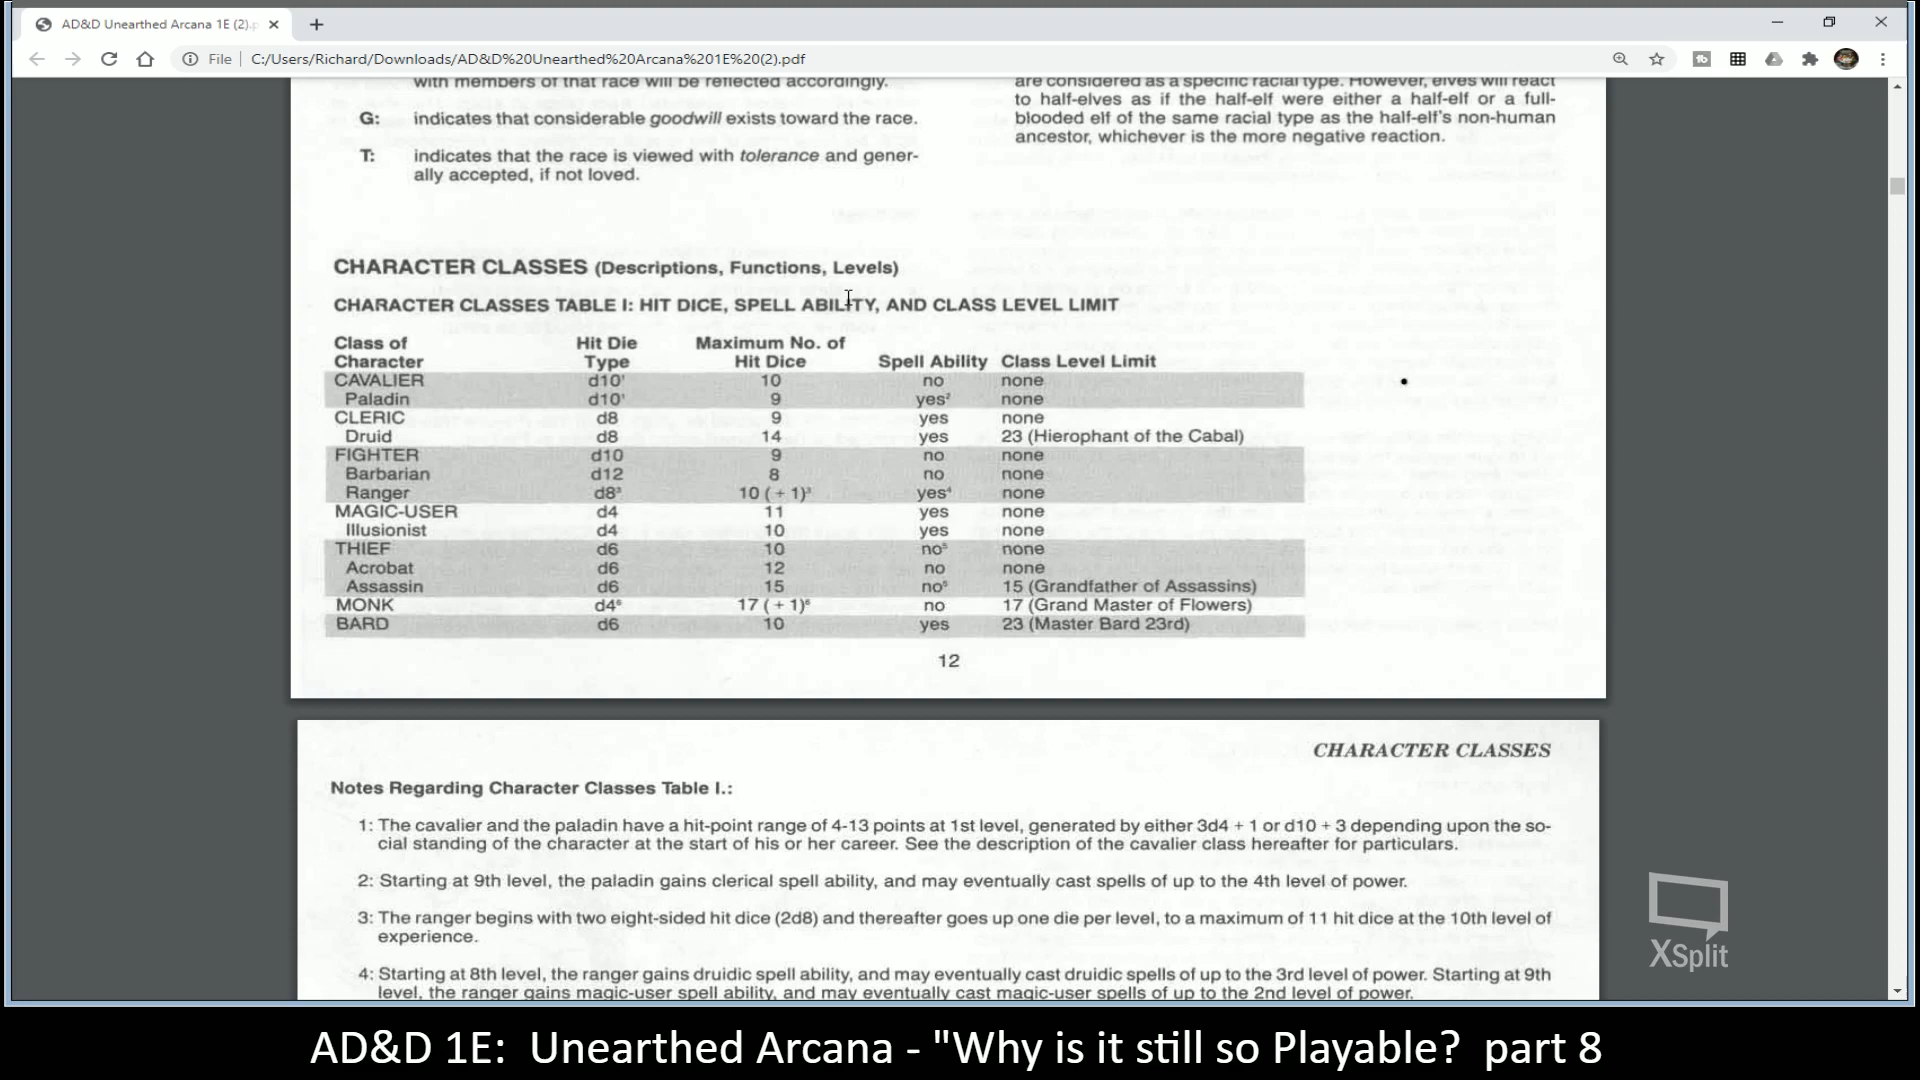 AD&D Unearthed Arcana 1E (2).p
File C:/Users/Richard/Downloads/AD&D%20Unearthed%20Arcana%201E%20(2).pdf
with members of that race will be reflected accordingly.
G: indicates that considerable goodwill exists toward the race.
T: indicates that the race is viewed with tolerance and gener-
ally accepted, if not loved.
are considered as a specific racial type. However, elves will react
to half-elves as if the half-elf were either a half-elf or a full-
blooded elf of the same racial type as the half-elf's non-human
ancestor, whichever is the more negative reaction.
CHARACTER CLASSES (Descriptions, Functions, Levels)
CHARACTER CLASSES TABLE I: HIT DICE, SPELL ABILITY, AND CLASS LEVEL LIMIT
Class of Hit Die Maximum No. of
Character Type Hit Dice Spell Ability Class Level Limit
CAVALIER d10¹ 10 no none
Paladin d10¹ 9 yes² none
CLERIC d8 9 yes none
Druid d8 14 yes 23 (Hierophant of the Cabal)
FIGHTER d10 9 no none
Barbarian d12 8 no none
Ranger d8³ 10 (+1)³ yes⁴ none
MAGIC-USER d4 11 yes none
Illusionist d4 10 yes none
THIEF d6 10 no⁵ none
Acrobat d6 12 no none
Assassin d6 15 no⁵ 15 (Grandfather of Assassins)
MONK d4⁶ 17 (+1)⁶ no 17 (Grand Master of Flowers)
BARD d6 10 yes 23 (Master Bard 23rd)
12
CHARACTER CLASSES
Notes Regarding Character Classes Table I.:
1: The cavalier and the paladin have a hit-point range of 4-13 points at 1st level, generated by either 3d4 + 1 or d10 + 3 depending upon the so-
cial standing of the character at the start of his or her career. See the description of the cavalier class hereafter for particulars.
2: Starting at 9th level, the paladin gains clerical spell ability, and may eventually cast spells of up to the 4th level of power.
3: The ranger begins with two eight-sided hit dice (2d8) and thereafter goes up one die per level, to a maximum of 11 hit dice at the 10th level of
experience.
4: Starting at 8th level, the ranger gains druidic spell ability, and may eventually cast druidic spells of up to the 3rd level of power. Starting at 9th
level, the ranger gains magic-user spell ability, and may eventually cast magic-user spells of up to the 2nd level of power.
XSplit
AD&D 1E: Unearthed Arcana - "Why is it still so Playable? part 8